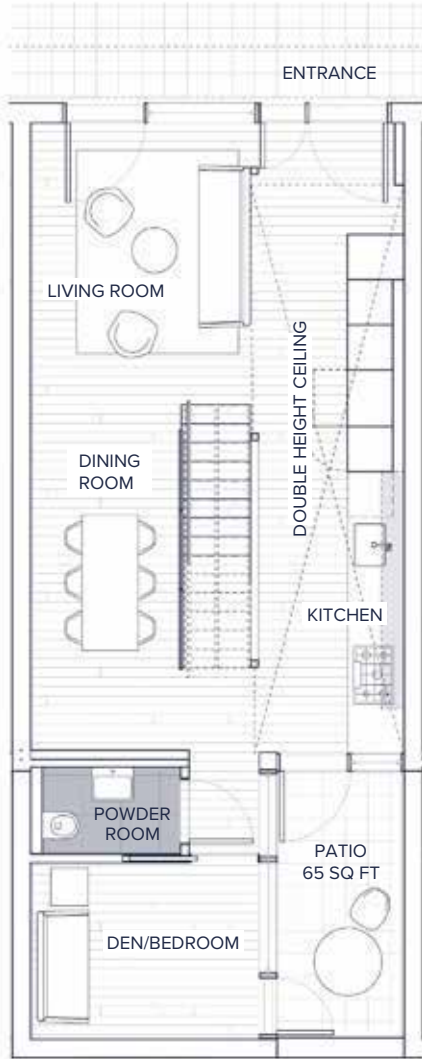 ENTRANCE
LIVING ROOM
DOUBLE HEIGHT CEILING
DINING
ROOM
KITCHEN
POWDER
ROOM
PATIO
65 SQ FT
DEN/BEDROOM